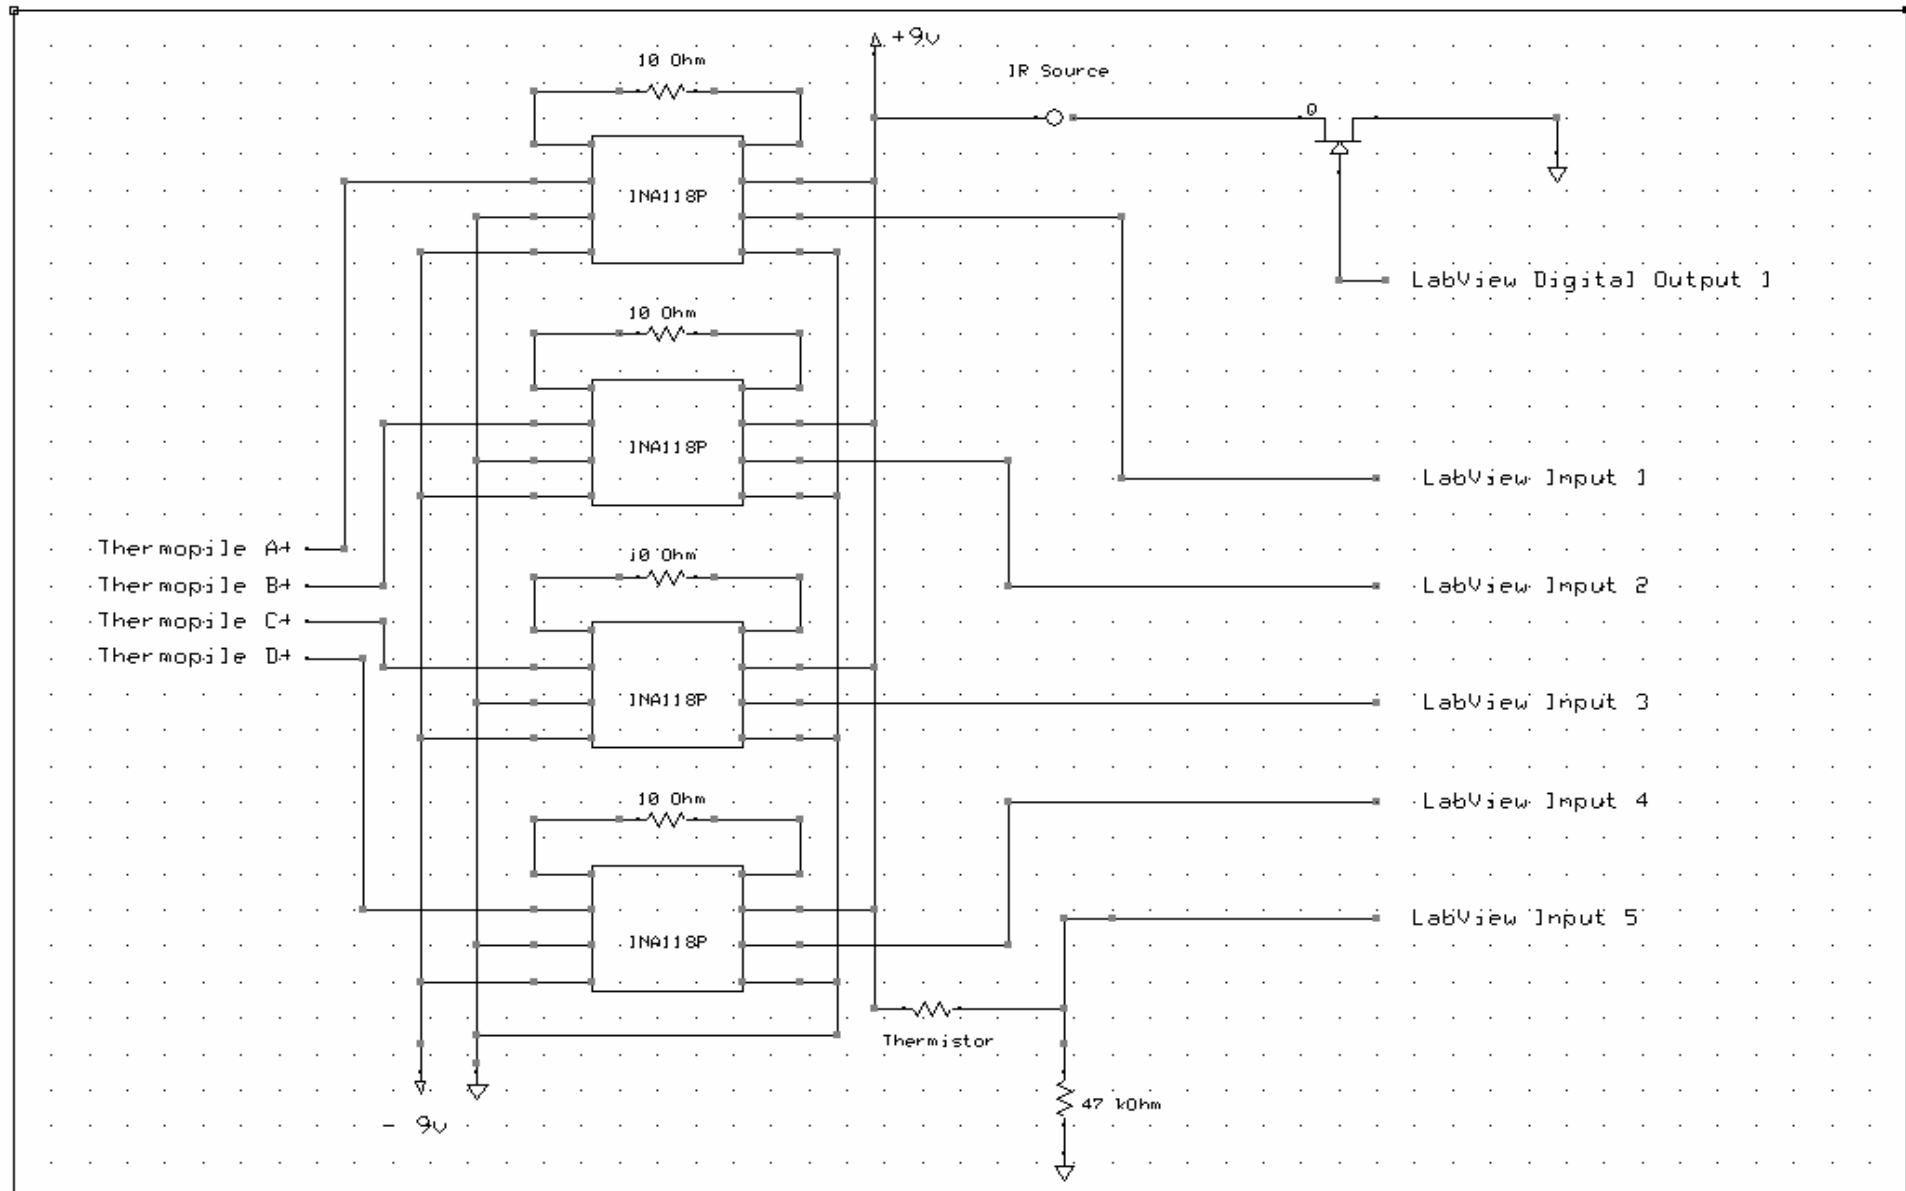 +9v
10 Ohm
IR Source
Q
INA118P
LabView Digital Output 1
10 Ohm
INA118P
LabView Input 1
Thermopile A+
10 Ohm
Thermopile B+
LabView Input 2
Thermopile C+
Thermopile D+
INA118P
LabView Input 3
10 Ohm
LabView Input 4
INA118P
LabView Input 5
Thermistor
47 kOhm
- 9v